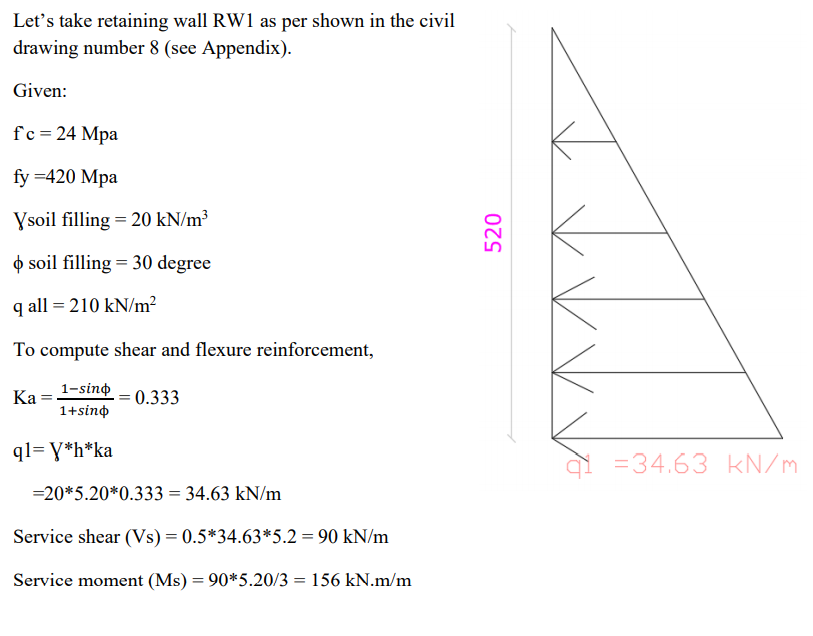 Let’s take retaining wall RW1 as per shown in the civil
drawing number 8 (see Appendix).
Given:
f'c = 24 Mpa
fy =420 Mpa
Ɣsoil filling = 20 kN/m³
ϕ soil filling = 30 degree
q all = 210 kN/m²
To compute shear and flexure reinforcement,
Ka = 1−sinϕ / 1+sinϕ = 0.333
q1= Ɣ*h*ka
=20*5.20*0.333 = 34.63 kN/m
Service shear (Vs) = 0.5*34.63*5.2 = 90 kN/m
Service moment (Ms) = 90*5.20/3 = 156 kN.m/m
520
q1 =34.63 kN/m